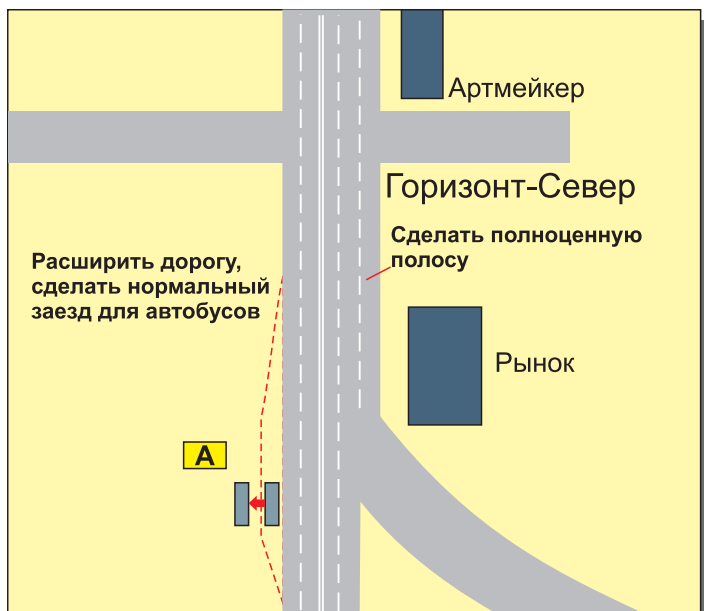 Артмейкер
Горизонт-Север
Сделать полноценную
полосу
Расширить дорогу,
сделать нормальный
заезд для автобусов
Рынок
А